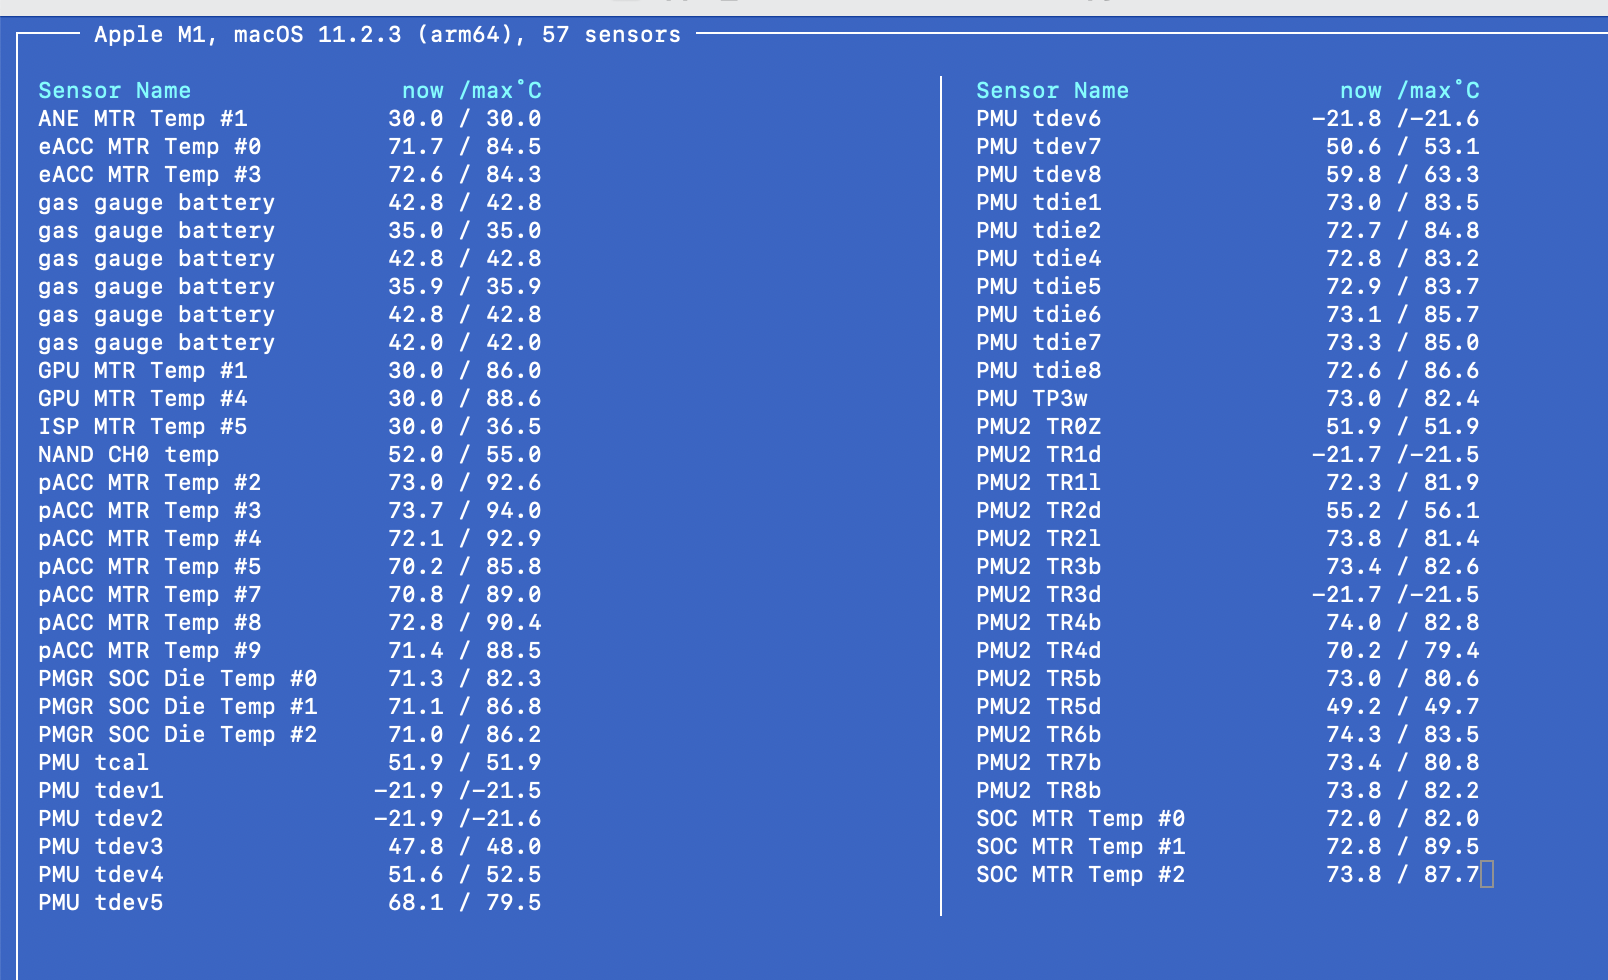 Apple M1, macOS 11.2.3 (arm64), 57 sensors
Sensor Name now /max°C
ANE MTR Temp #1 30.0 / 30.0
eACC MTR Temp #0 71.7 / 84.5
eACC MTR Temp #3 72.6 / 84.3
gas gauge battery 42.8 / 42.8
gas gauge battery 35.0 / 35.0
gas gauge battery 42.8 / 42.8
gas gauge battery 35.9 / 35.9
gas gauge battery 42.8 / 42.8
gas gauge battery 42.0 / 42.0
GPU MTR Temp #1 30.0 / 86.0
GPU MTR Temp #4 30.0 / 88.6
ISP MTR Temp #5 30.0 / 36.5
NAND CH0 temp 52.0 / 55.0
pACC MTR Temp #2 73.0 / 92.6
pACC MTR Temp #3 73.7 / 94.0
pACC MTR Temp #4 72.1 / 92.9
pACC MTR Temp #5 70.2 / 85.8
pACC MTR Temp #7 70.8 / 89.0
pACC MTR Temp #8 72.8 / 90.4
pACC MTR Temp #9 71.4 / 88.5
PMGR SOC Die Temp #0 71.3 / 82.3
PMGR SOC Die Temp #1 71.1 / 86.8
PMGR SOC Die Temp #2 71.0 / 86.2
PMU tcal 51.9 / 51.9
PMU tdev1 -21.9 /-21.5
PMU tdev2 -21.9 /-21.6
PMU tdev3 47.8 / 48.0
PMU tdev4 51.6 / 52.5
PMU tdev5 68.1 / 79.5
Sensor Name now /max°C
PMU tdev6 -21.8 /-21.6
PMU tdev7 50.6 / 53.1
PMU tdev8 59.8 / 63.3
PMU tdie1 73.0 / 83.5
PMU tdie2 72.7 / 84.8
PMU tdie4 72.8 / 83.2
PMU tdie5 72.9 / 83.7
PMU tdie6 73.1 / 85.7
PMU tdie7 73.3 / 85.0
PMU tdie8 72.6 / 86.6
PMU TP3w 73.0 / 82.4
PMU2 TR0Z 51.9 / 51.9
PMU2 TR1d -21.7 /-21.5
PMU2 TR1l 72.3 / 81.9
PMU2 TR2d 55.2 / 56.1
PMU2 TR2l 73.8 / 81.4
PMU2 TR3b 73.4 / 82.6
PMU2 TR3d -21.7 /-21.5
PMU2 TR4b 74.0 / 82.8
PMU2 TR4d 70.2 / 79.4
PMU2 TR5b 73.0 / 80.6
PMU2 TR5d 49.2 / 49.7
PMU2 TR6b 74.3 / 83.5
PMU2 TR7b 73.4 / 80.8
PMU2 TR8b 73.8 / 82.2
SOC MTR Temp #0 72.0 / 82.0
SOC MTR Temp #1 72.8 / 89.5
SOC MTR Temp #2 73.8 / 87.7